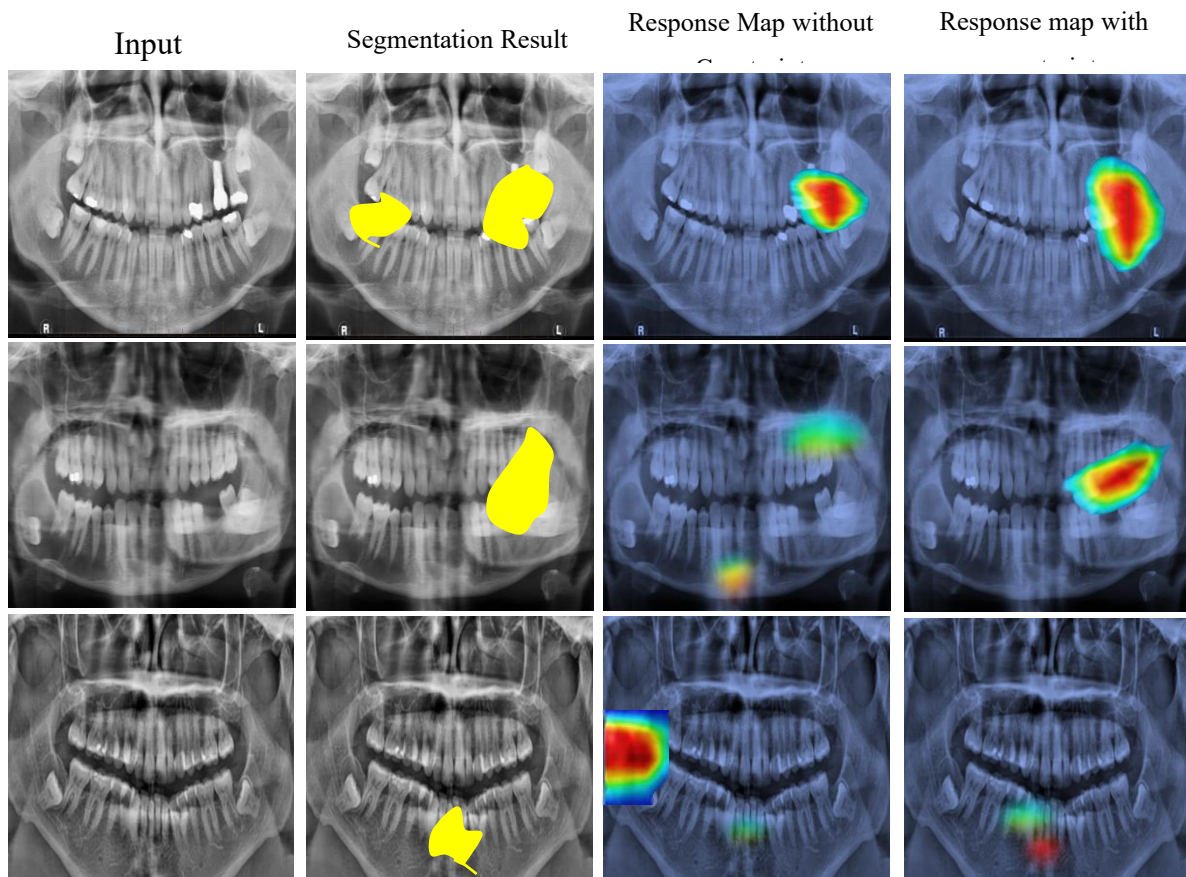 Input
Segmentation Result
Response Map without
Response map with
R
L
R
L
R
L
R
L